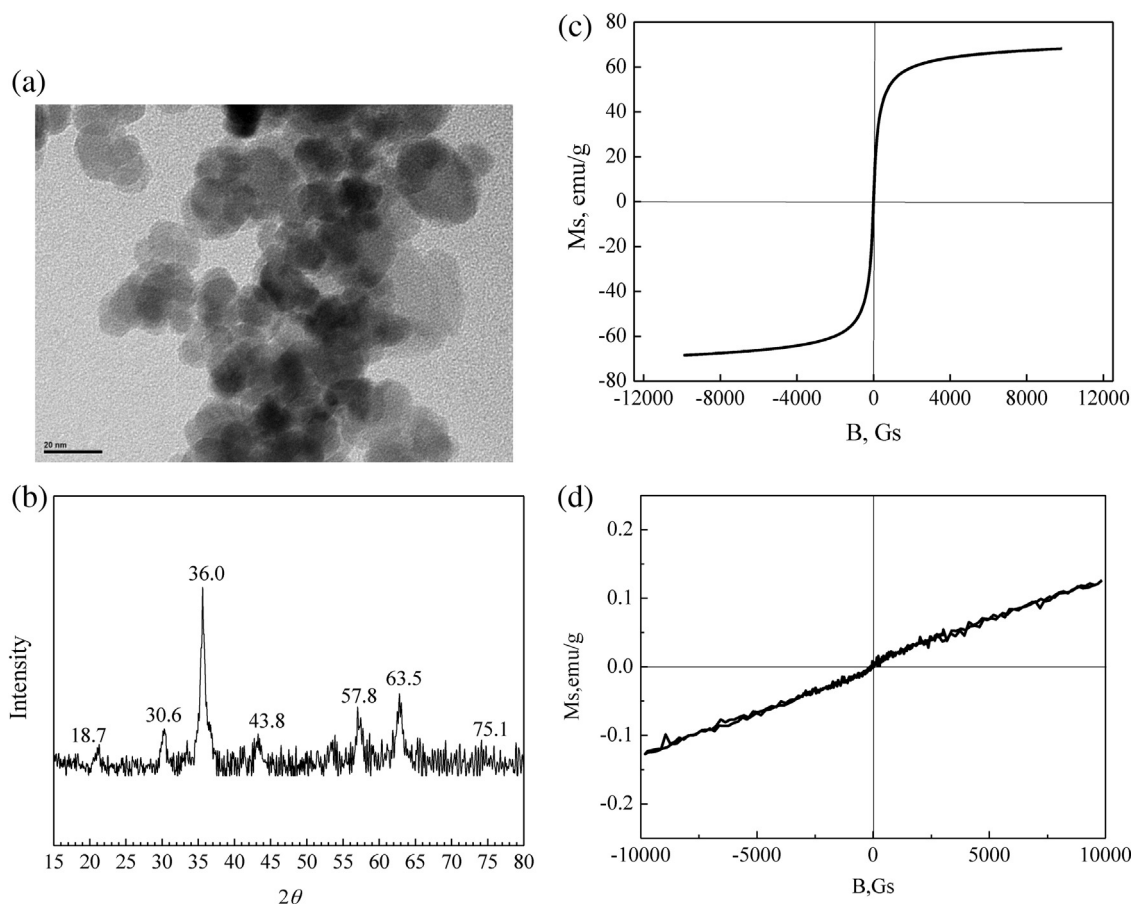 (a)
20 nm
(b)
Intensity
18.7
30.6
36.0
43.8
57.8
63.5
75.1
15 20 25 30 35 40 45 50 55 60 65 70 75 80
2θ
(c)
Ms, emu/g
80
60
40
20
0
-20
-40
-60
-80
-12000 -8000 -4000 0 4000 8000 12000
B, Gs
(d)
Ms,emu/g
0.2
0.1
0.0
-0.1
-0.2
-10000 -5000 0 5000 10000
B,Gs